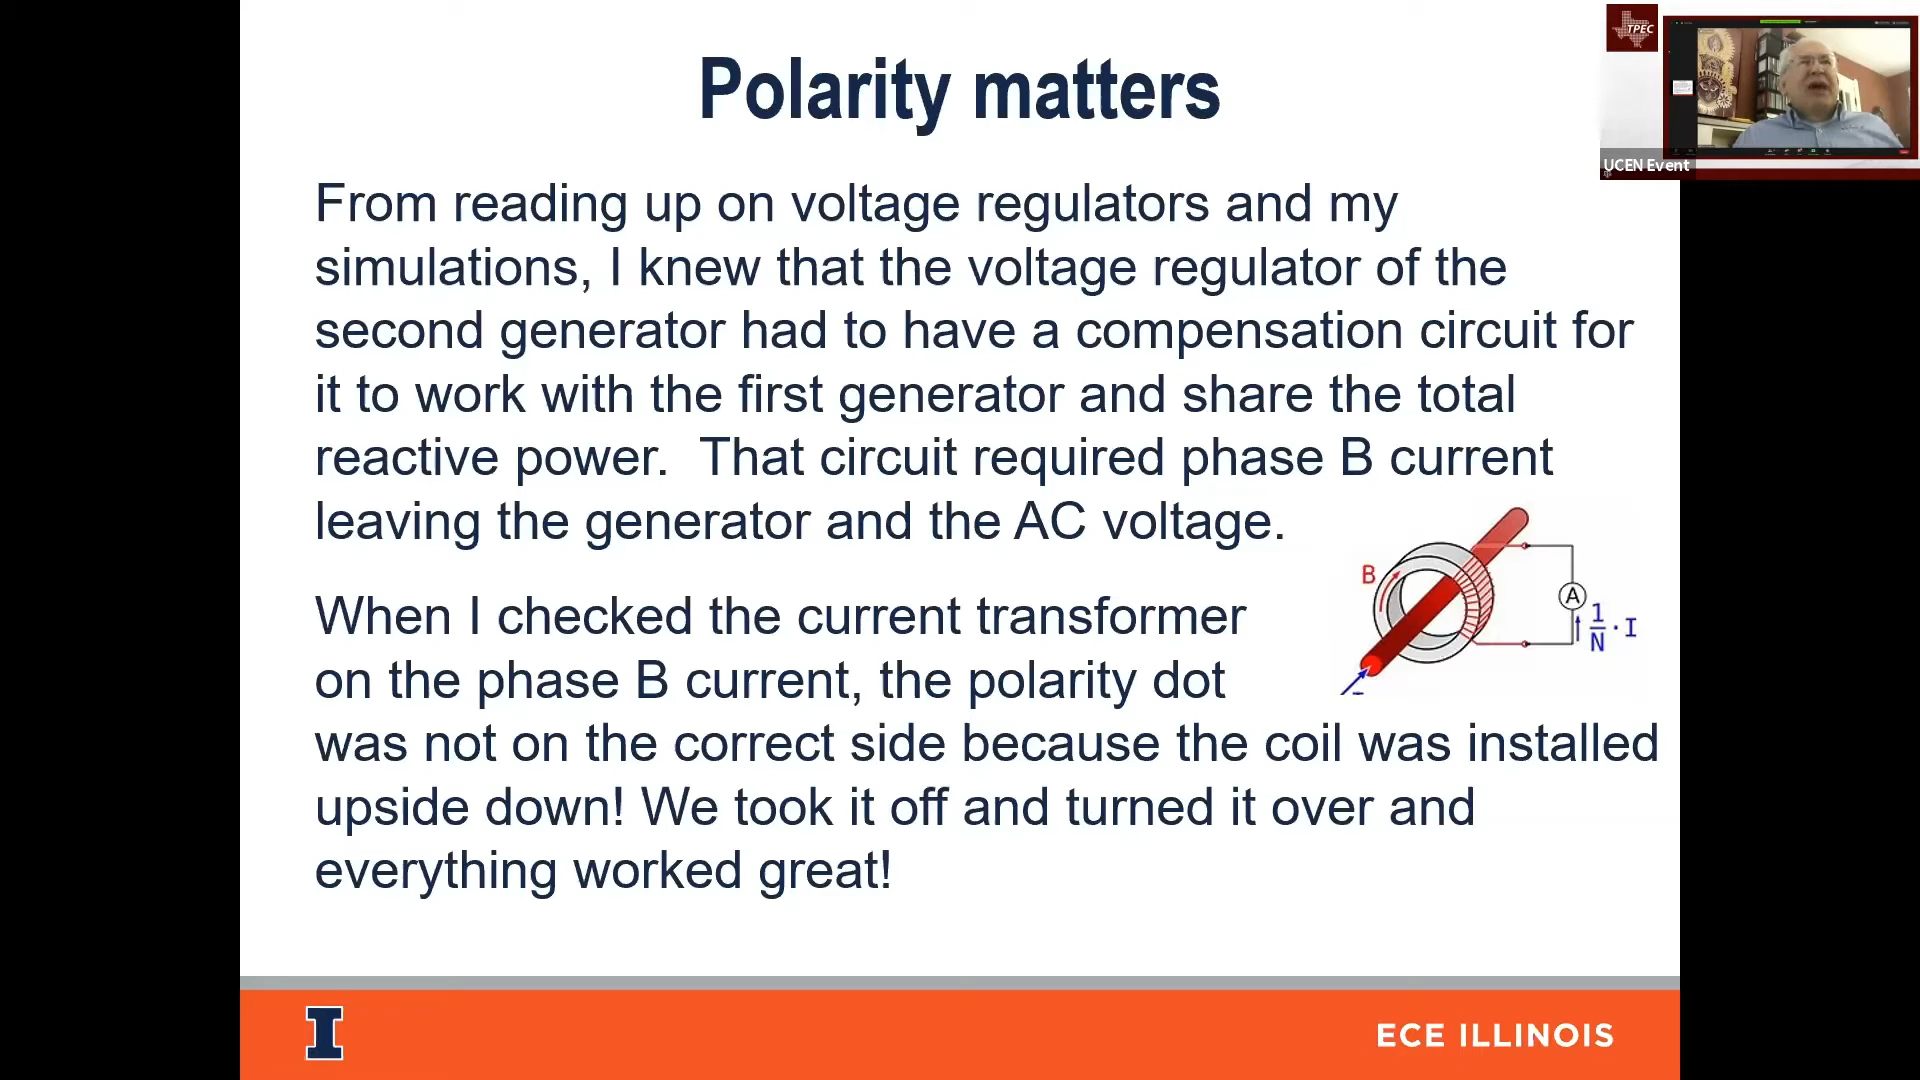 Polarity matters
TPEC
UCEN Event
From reading up on voltage regulators and my
simulations, I knew that the voltage regulator of the
second generator had to have a compensation circuit for
it to work with the first generator and share the total
reactive power.  That circuit required phase B current
leaving the generator and the AC voltage.
B
A
1/N · I
When I checked the current transformer
on the phase B current, the polarity dot
was not on the correct side because the coil was installed
upside down! We took it off and turned it over and
everything worked great!
I
ECE ILLINOIS